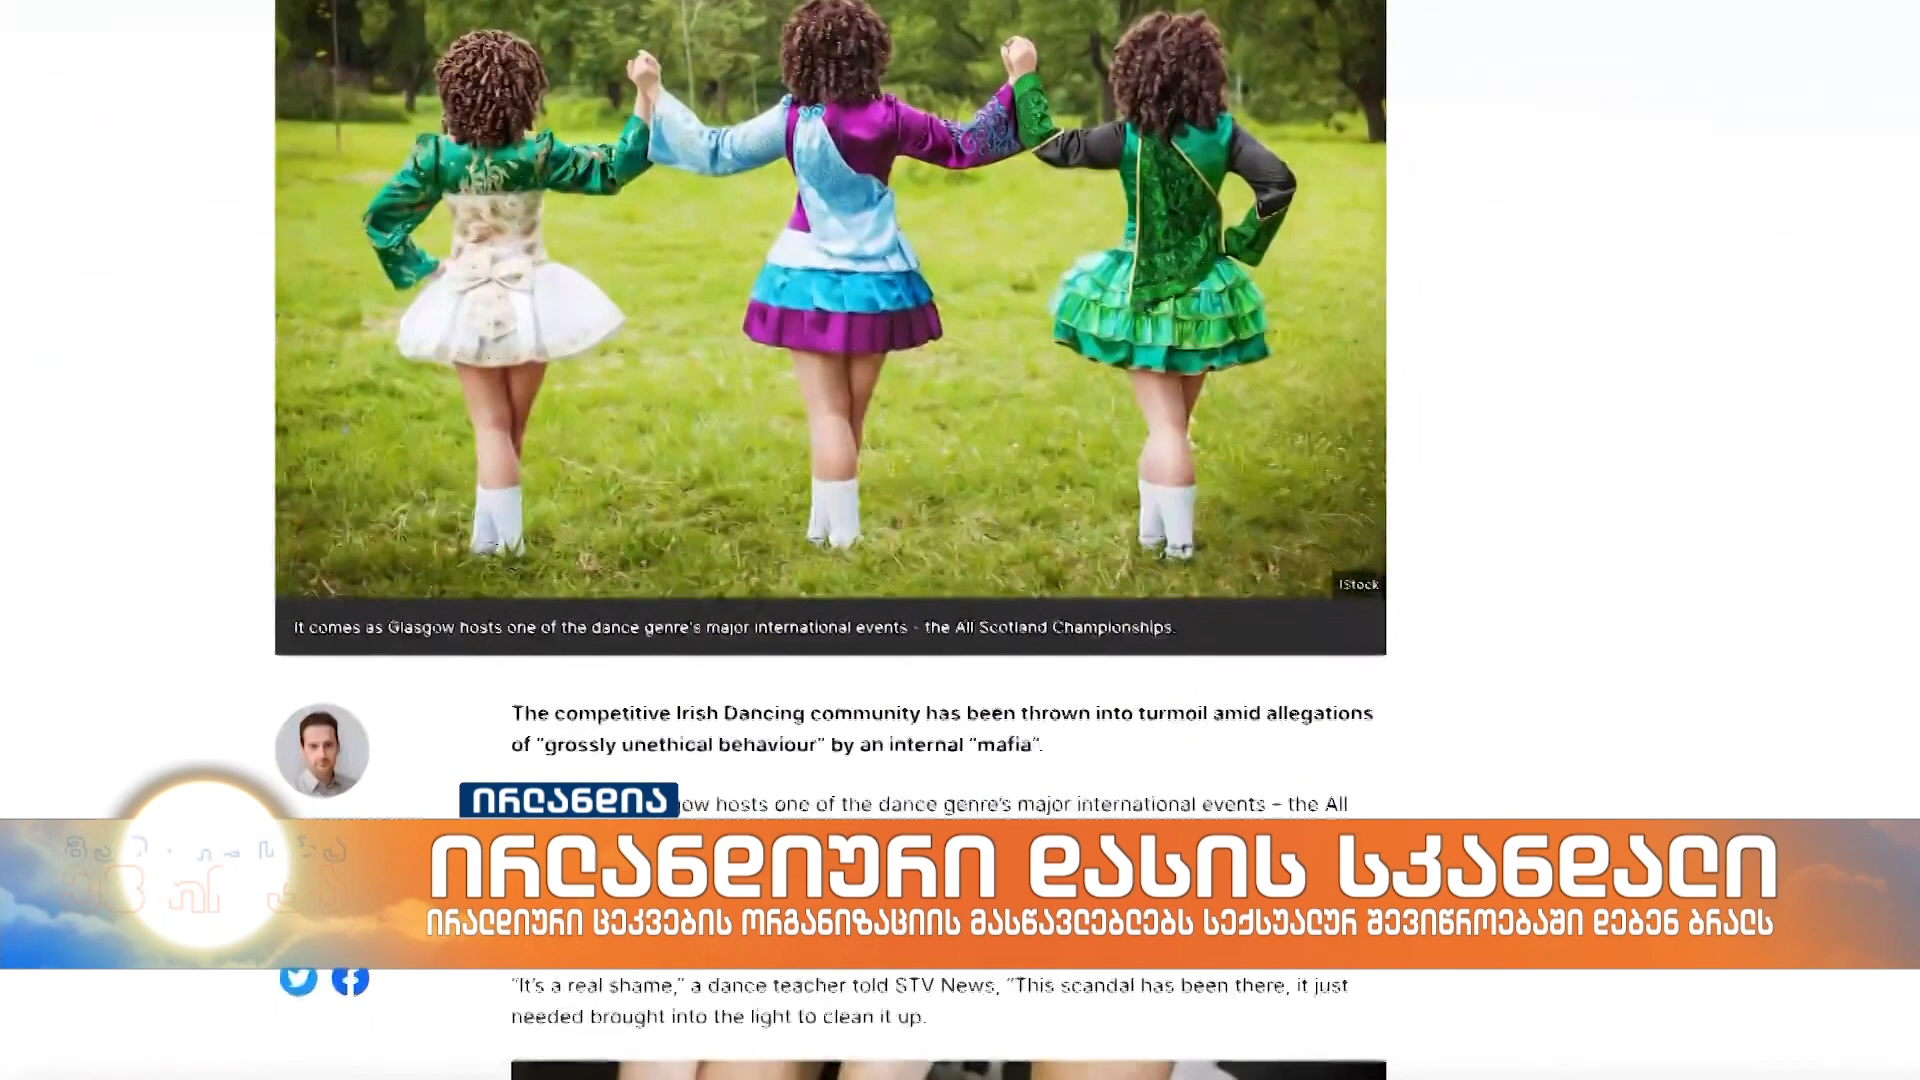 iStock
It comes as Glasgow hosts one of the dance genre's major international events - the All Scotland Championships.
The competitive Irish Dancing community has been thrown into turmoil amid allegations
of “grossly unethical behaviour” by an internal “mafia”.
ირლანდია
hosts one of the dance genre's major international events – the All
ირლანდიური დასის სკანდალი
ირალდიური ცეკვების ორგანიზაციის მასწავლებლებს სექსუალურ შევიწროებაში დებენ ბრალს
“It's a real shame,” a dance teacher told STV News, “This scandal has been there, it just
needed brought into the light to clean it up.